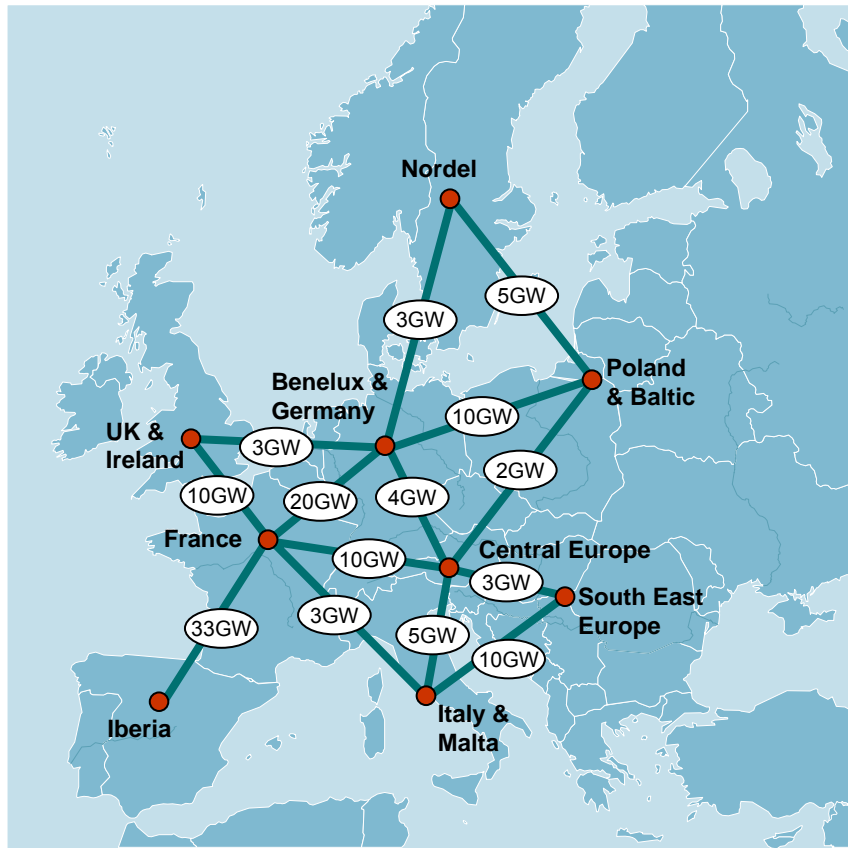 Nordel
5GW
3GW
Poland
& Baltic
Benelux &
Germany
10GW
UK &
Ireland
3GW
2GW
10GW
20GW
4GW
France
10GW
Central Europe
3GW
South East
Europe
33GW
3GW
5GW
10GW
Iberia
Italy &
Malta